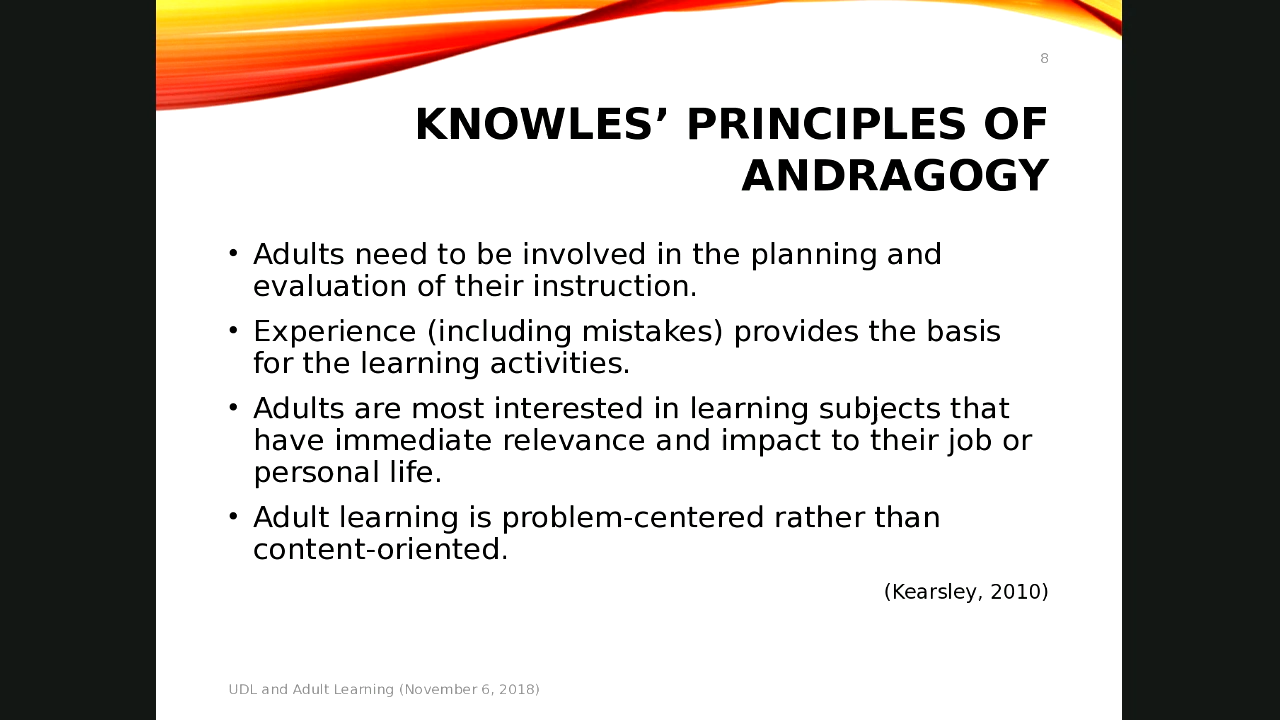 8
KNOWLES’ PRINCIPLES OF
ANDRAGOGY
• Adults need to be involved in the planning and
evaluation of their instruction.
• Experience (including mistakes) provides the basis
for the learning activities.
• Adults are most interested in learning subjects that
have immediate relevance and impact to their job or
personal life.
• Adult learning is problem-centered rather than
content-oriented.
(Kearsley, 2010)
UDL and Adult Learning (November 6, 2018)